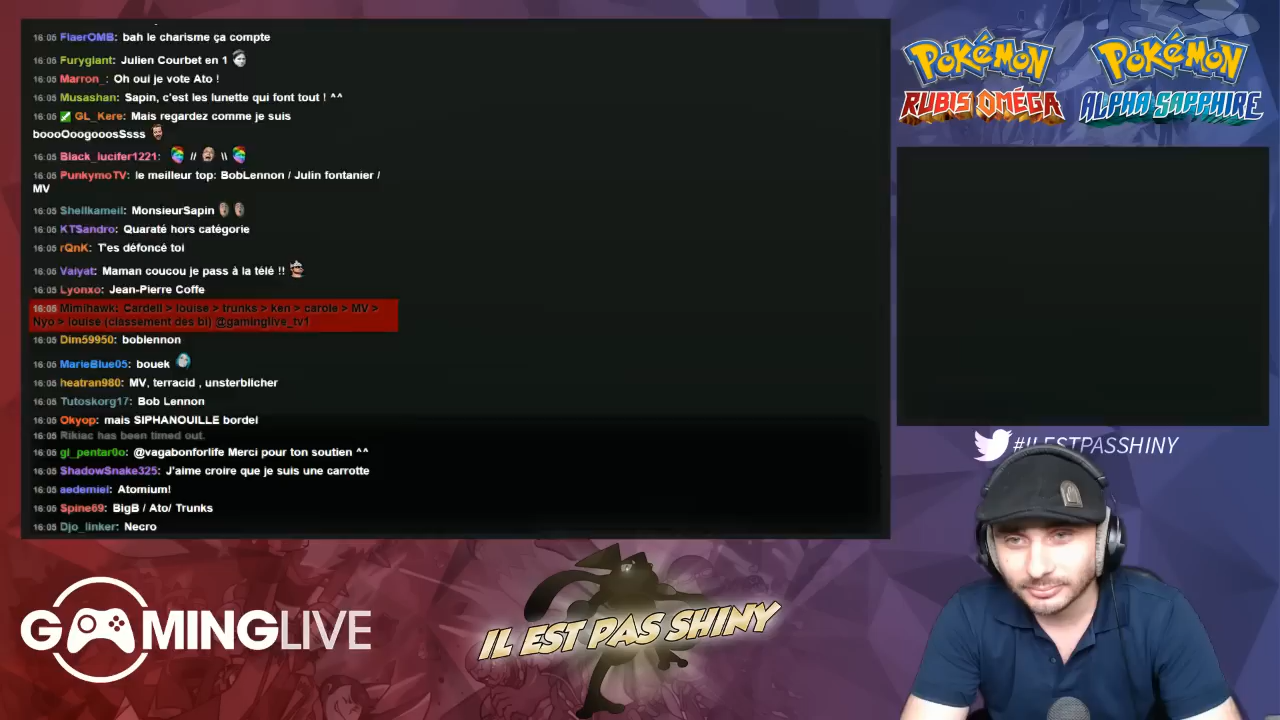 16:05 FlaerOMB: bah le charisme ça compte
16:05 Furygiant: Julien Courbet en 1
16:05 Marron_: Oh oui je vote Ato !
16:05 Musashan: Sapin, c'est les lunette qui font tout ! ^^
16:05 GL_Kere: Mais regardez comme je suis
boooOoogooosSsss
16:05 Black_lucifer1221: // \\
16:05 PunkymoTV: le meilleur top: BobLennon / Julin fontanier /
MV
16:05 Shellkameil: MonsieurSapin
16:05 KTSandro: Quaraté hors catégorie
16:05 rQnK: T'es défoncé toi
16:05 Vaiyat: Maman coucou je pass à la télé !!
16:05 Lyonxo: Jean-Pierre Coffe
16:05 Mimihawk: Cardell > louise > trunks > ken > carole > MV >
Nyo > louise (classement des bl) @gaminglive_tv1
16:05 Dim59950: boblennon
16:05 MarieBlue05: bouek
16:05 heatran980: MV, terracid , unsterblicher
16:05 Tutoskorg17: Bob Lennon
16:05 Okyop: mais SIPHANOUILLE bordel
16:05 Rikiac has been timed out.
16:05 gl_pentar0o: @vagabonforlife Merci pour ton soutien ^^
16:05 ShadowSnake325: J'aime croire que je suis une carrotte
16:05 aedemiel: Atomium!
16:05 Spine69: BigB / Ato/ Trunks
16:05 Djo_linker: Necro
POKÉMON
RUBIS OMÉGA
POKÉMON
ALPHA SAPPHIRE
#ILESTPASSHINY
GAMINGLIVE
IL EST PAS SHINY